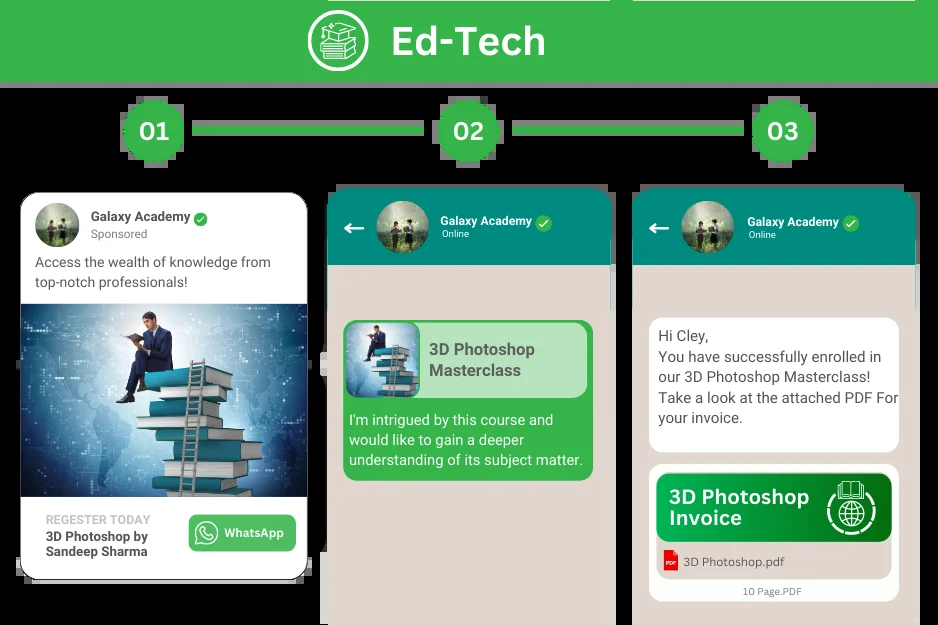 Ed-Tech
01
02
03
Galaxy Academy
Sponsored
Access the wealth of knowledge from
top-notch professionals!
REGESTER TODAY
3D Photoshop by
Sandeep Sharma
WhatsApp
Galaxy Academy
Online
3D Photoshop
Masterclass
I'm intrigued by this course and
would like to gain a deeper
understanding of its subject matter.
Galaxy Academy
Online
Hi Cley,
You have successfully enrolled in
our 3D Photoshop Masterclass!
Take a look at the attached PDF For
your invoice.
3D Photoshop
Invoice
PDF
3D Photoshop.pdf
10 Page.PDF